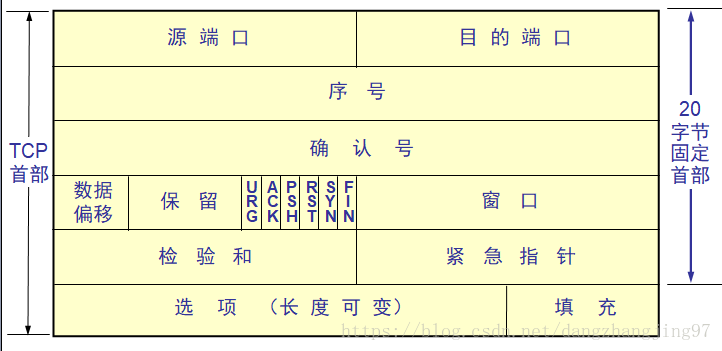 源端口 目的端口
序号
TCP
首部
20
字节
固定
首部
确认号
数据
偏移
保留 URG ACK PSH RST SYN FIN 窗口
检验和 紧急指针
选项 （长度可变） 填充
https://blog.csdn.net/dangzhangjing97